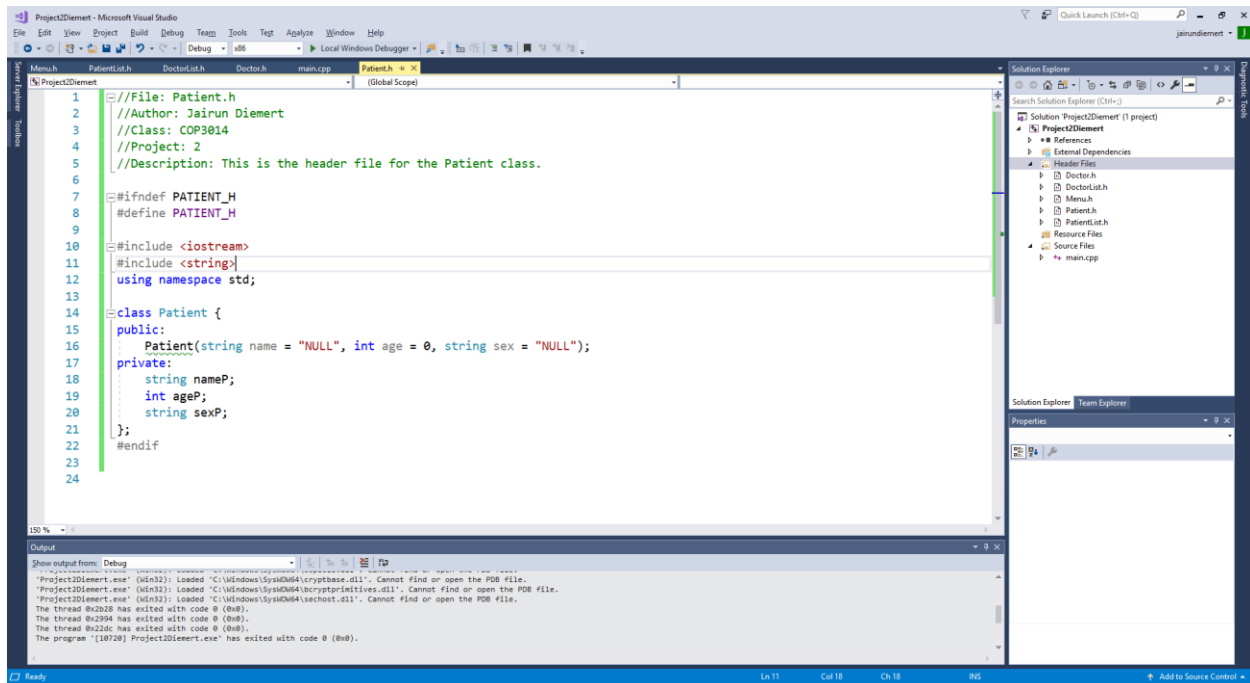 Project2Diemert - Microsoft Visual Studio
Quick Launch (Ctrl+Q)
File Edit View Project Build Debug Team Tools Test Analyze Window Help
jairundiemert
J
Debug x86 Local Windows Debugger
Server Explorer
Toolbox
Menu.h PatientList.h DoctorList.h Doctor.h main.cpp Patient.h
Project2Diemert (Global Scope)
1 //File: Patient.h
2 //Author: Jairun Diemert
3 //Class: COP3014
4 //Project: 2
5 //Description: This is the header file for the Patient class.
6
7 #ifndef PATIENT_H
8 #define PATIENT_H
9
10 #include <iostream>
11 #include <string>
12 using namespace std;
13
14 class Patient {
15 public:
16 Patient(string name = "NULL", int age = 0, string sex = "NULL");
17 private:
18 string nameP;
19 int ageP;
20 string sexP;
21 };
22 #endif
23
24
150 %
Solution Explorer
Search Solution Explorer (Ctrl+;)
Solution 'Project2Diemert' (1 project)
Project2Diemert
References
External Dependencies
Header Files
Doctor.h
DoctorList.h
Menu.h
Patient.h
PatientList.h
Resource Files
Source Files
main.cpp
Solution Explorer Team Explorer
Properties
Diagnostic Tools
Output
Show output from: Debug
'Project2Diemert.exe' (Win32): Loaded 'C:\Windows\SysWOW64\cryptbase.dll'. Cannot find or open the PDB file.
'Project2Diemert.exe' (Win32): Loaded 'C:\Windows\SysWOW64\bcryptprimitives.dll'. Cannot find or open the PDB file.
'Project2Diemert.exe' (Win32): Loaded 'C:\Windows\SysWOW64\sechost.dll'. Cannot find or open the PDB file.
The thread 0x2b28 has exited with code 0 (0x0).
The thread 0x2994 has exited with code 0 (0x0).
The thread 0x22dc has exited with code 0 (0x0).
The program '[10720] Project2Diemert.exe' has exited with code 0 (0x0).
Ready Ln 11 Col 18 Ch 18 INS Add to Source Control